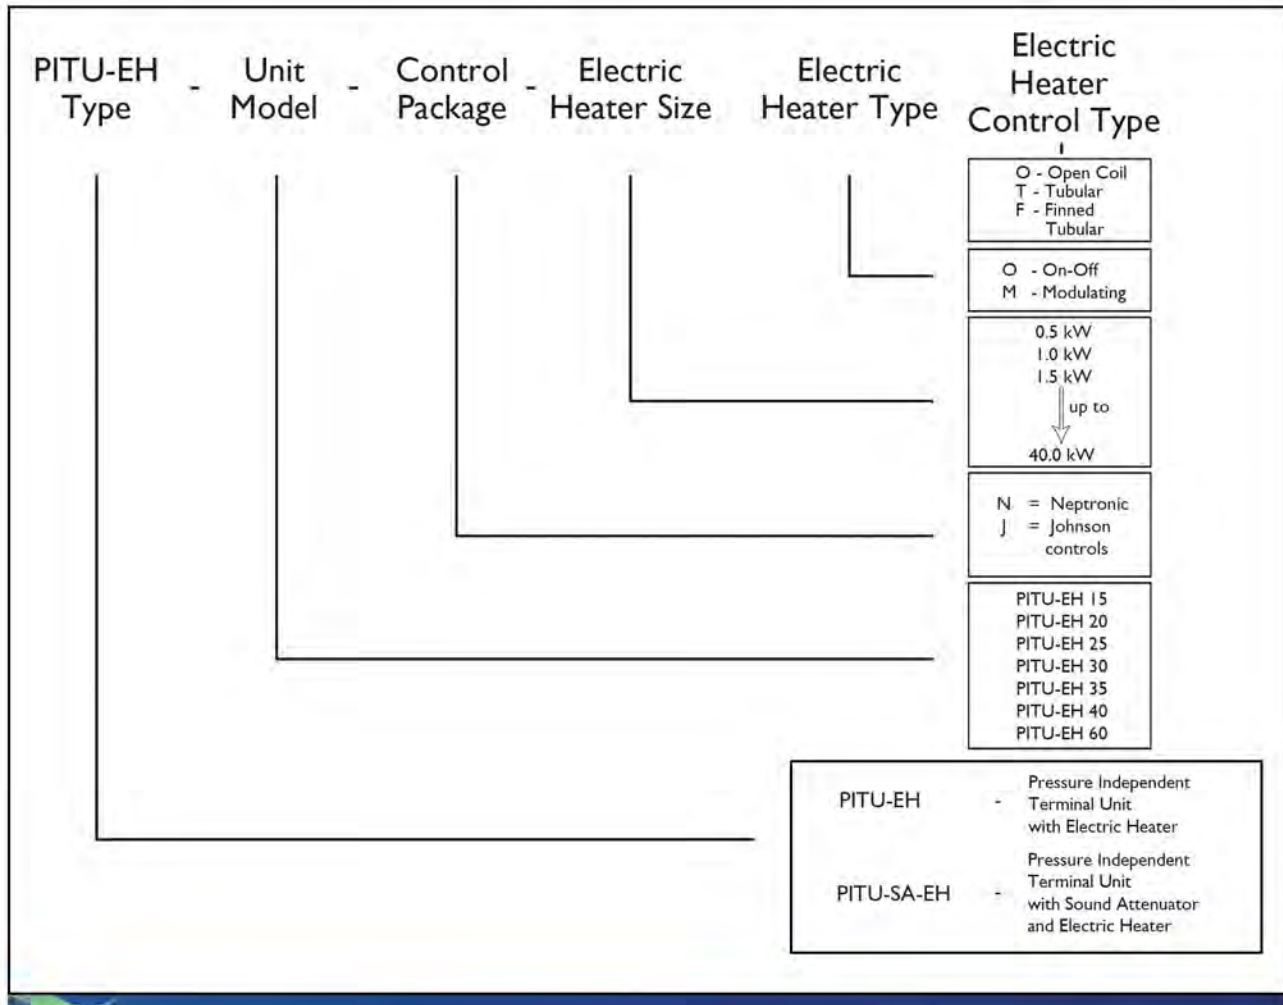 PITU-EH Type - Unit Model - Control Package - Electric Heater Size Electric Heater Type Electric Heater Control Type
O - Open Coil
T - Tubular
F - Finned
Tubular
O - On-Off
M - Modulating
0.5 kW
1.0 kW
1.5 kW
up to
40.0 kW
N = Neptronic
J = Johnson
controls
PITU-EH 15
PITU-EH 20
PITU-EH 25
PITU-EH 30
PITU-EH 35
PITU-EH 40
PITU-EH 60
PITU-EH - Pressure Independent
Terminal Unit
with Electric Heater
PITU-SA-EH - Pressure Independent
Terminal Unit
with Sound Attenuator
and Electric Heater